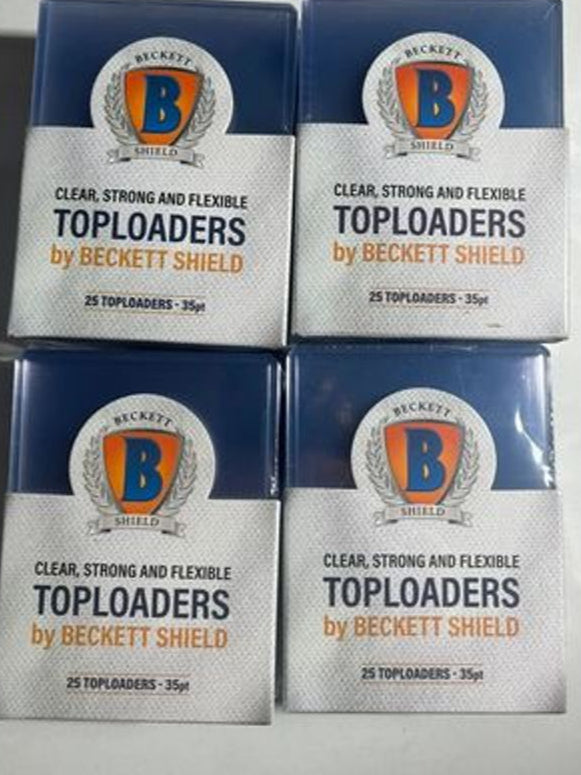 BECKETT
B
SHIELD
CLEAR, STRONG AND FLEXIBLE
TOPLOADERS
by BECKETT SHIELD
25 TOPLOADERS - 35pt
BECKETT
B
SHIELD
CLEAR, STRONG AND FLEXIBLE
TOPLOADERS
by BECKETT SHIELD
25 TOPLOADERS - 35pt
BECKETT
B
SHIELD
CLEAR, STRONG AND FLEXIBLE
TOPLOADERS
by BECKETT SHIELD
25 TOPLOADERS - 35pt
BECKETT
B
SHIELD
CLEAR, STRONG AND FLEXIBLE
TOPLOADERS
by BECKETT SHIELD
25 TOPLOADERS - 35pt